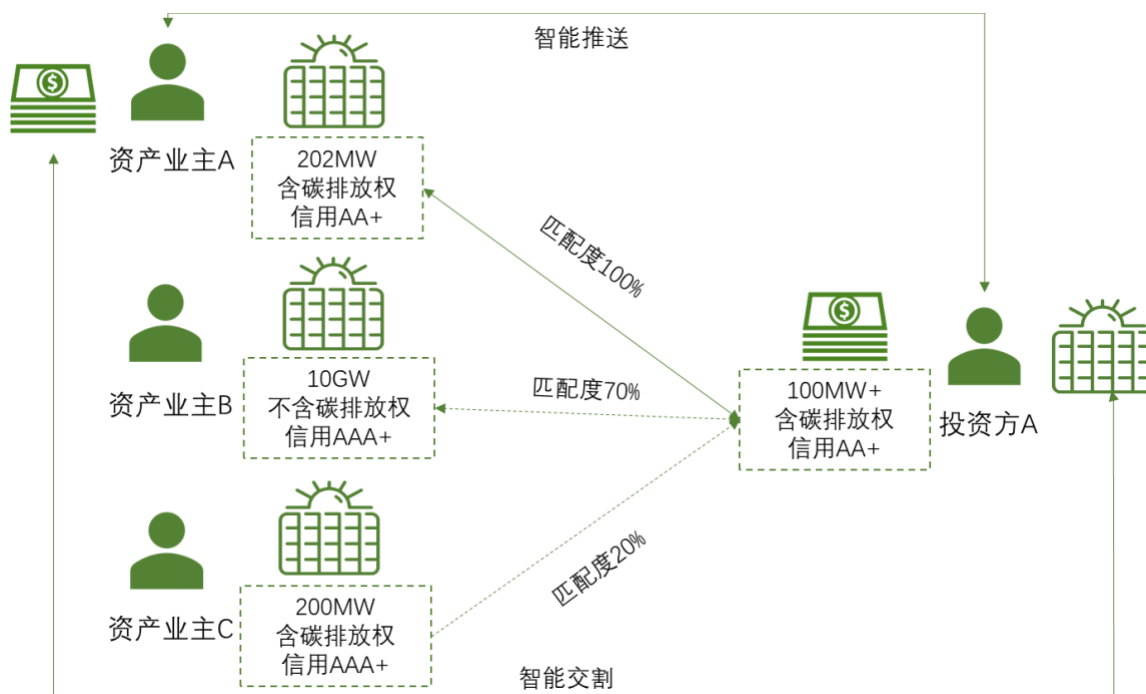 智能推送
$
资产业主A
202MW
含碳排放权
信用AA+
匹配度100%
资产业主B
10GW
不含碳排放权
信用AAA+
匹配度70%
$
100MW+
含碳排放权
信用AA+
投资方A
资产业主C
200MW
含碳排放权
信用AAA+
匹配度20%
智能交割